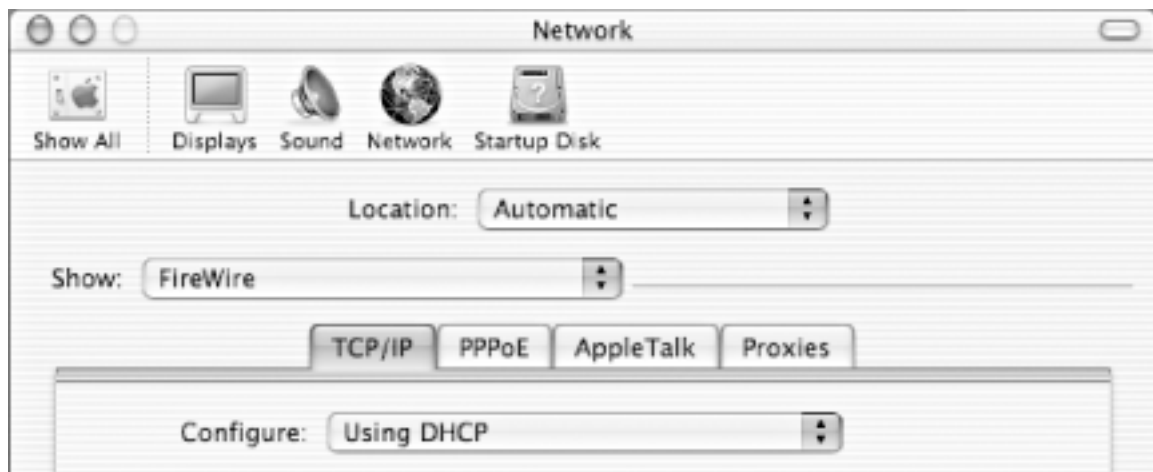 Network
Show All Displays Sound Network Startup Disk
Location: Automatic
Show: FireWire
TCP/IP PPPoE AppleTalk Proxies
Configure: Using DHCP